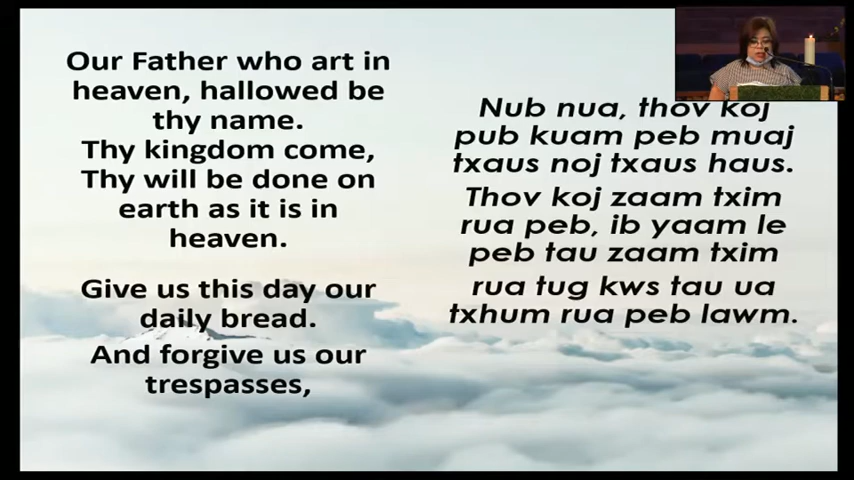 Our Father who art in
heaven, hallowed be
thy name.
Thy kingdom come,
Thy will be done on
earth as it is in
heaven.
Give us this day our
daily bread.
And forgive us our
trespasses,
Nub nua, thov koj
pub kuam peb muaj
txaus noj txaus haus.
Thov koj zaam txim
rua peb, ib yaam le
peb tau zaam txim
rua tug kws tau ua
txhum rua peb lawm.